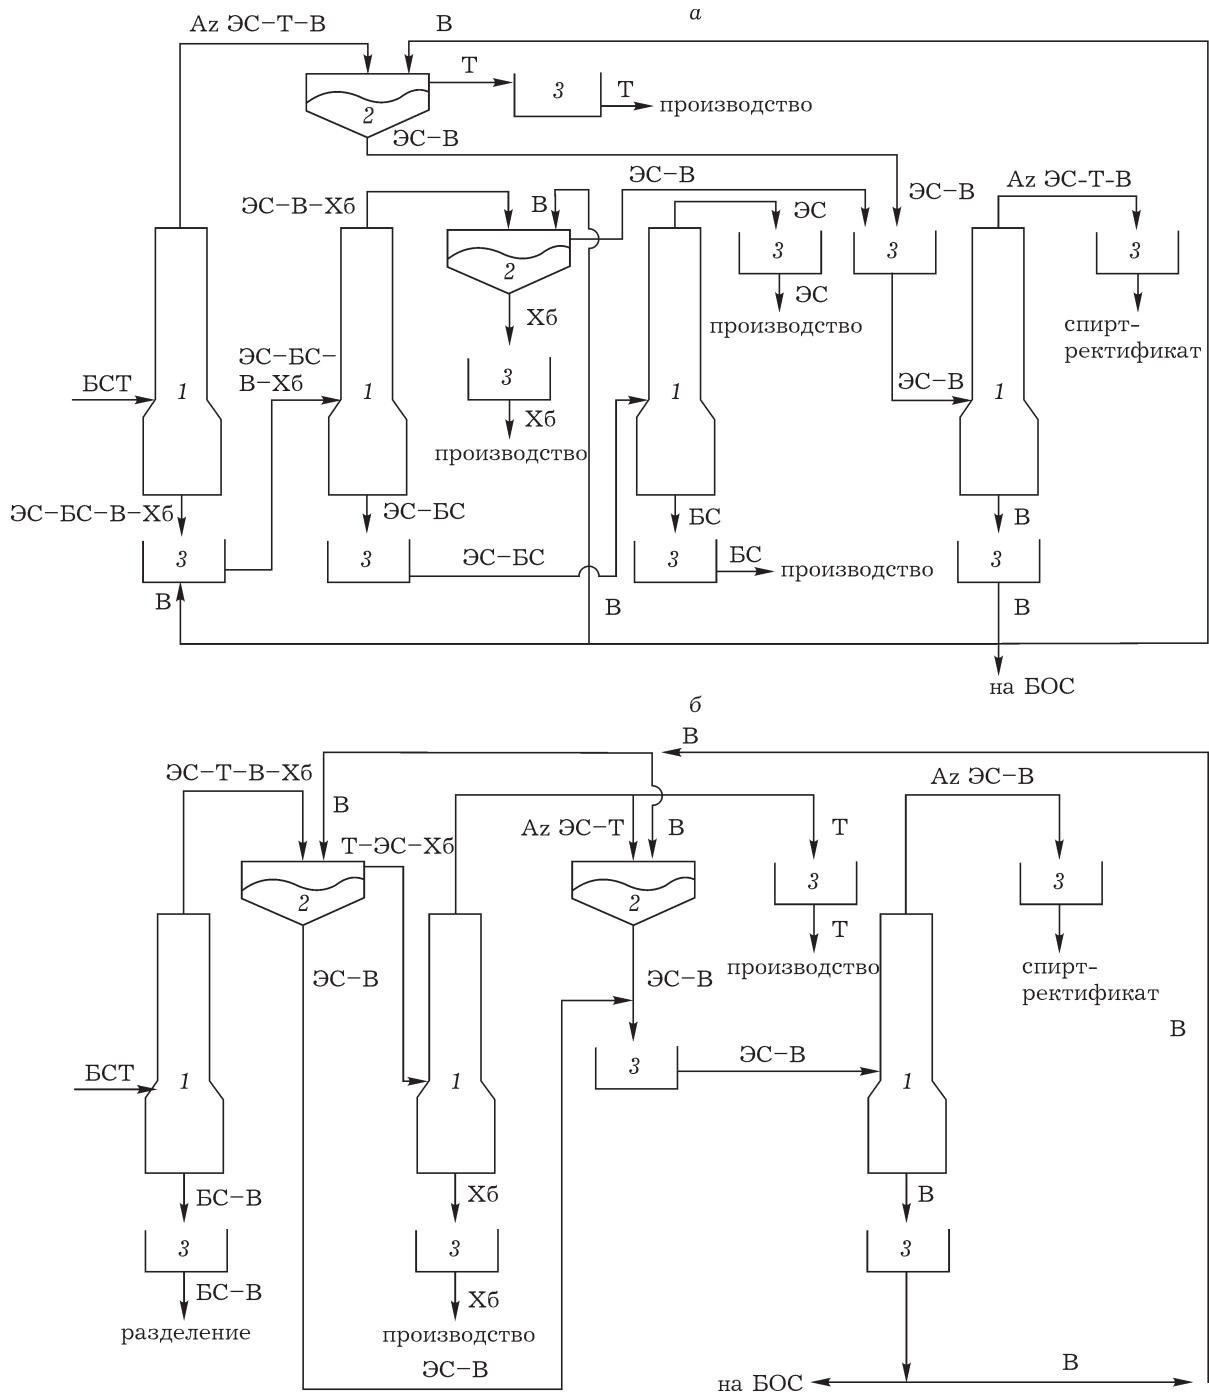 а
Az ЭС−Т−В
В
Т
3
Т
производство
2
ЭС−В
ЭС−В−Хб
В
ЭС−В
ЭС
ЭС−В
Az ЭС-Т-В
3
3
3
2
ЭС
производство
Хб
спирт-
ректификат
ЭС−БС−
В−Хб
3
БСТ
1
1
1
ЭС−В
1
Хб
производство
ЭС−БС−В−Хб
ЭС−БС
БС
В
3
3
ЭС−БС
3
БС
производство
3
В
В
В
на БОС
б
В
ЭС−Т−В−Хб
Az ЭС−В
В
Т−ЭС−Хб
Az ЭС−Т
В
Т
2
2
3
3
Т
производство
ЭС−В
ЭС−В
спирт-
ректификат
В
БСТ
1
1
3
ЭС−В
1
БС−В
Хб
В
3
3
3
БС−В
Хб
разделение
производство
ЭС−В
на БОС
В